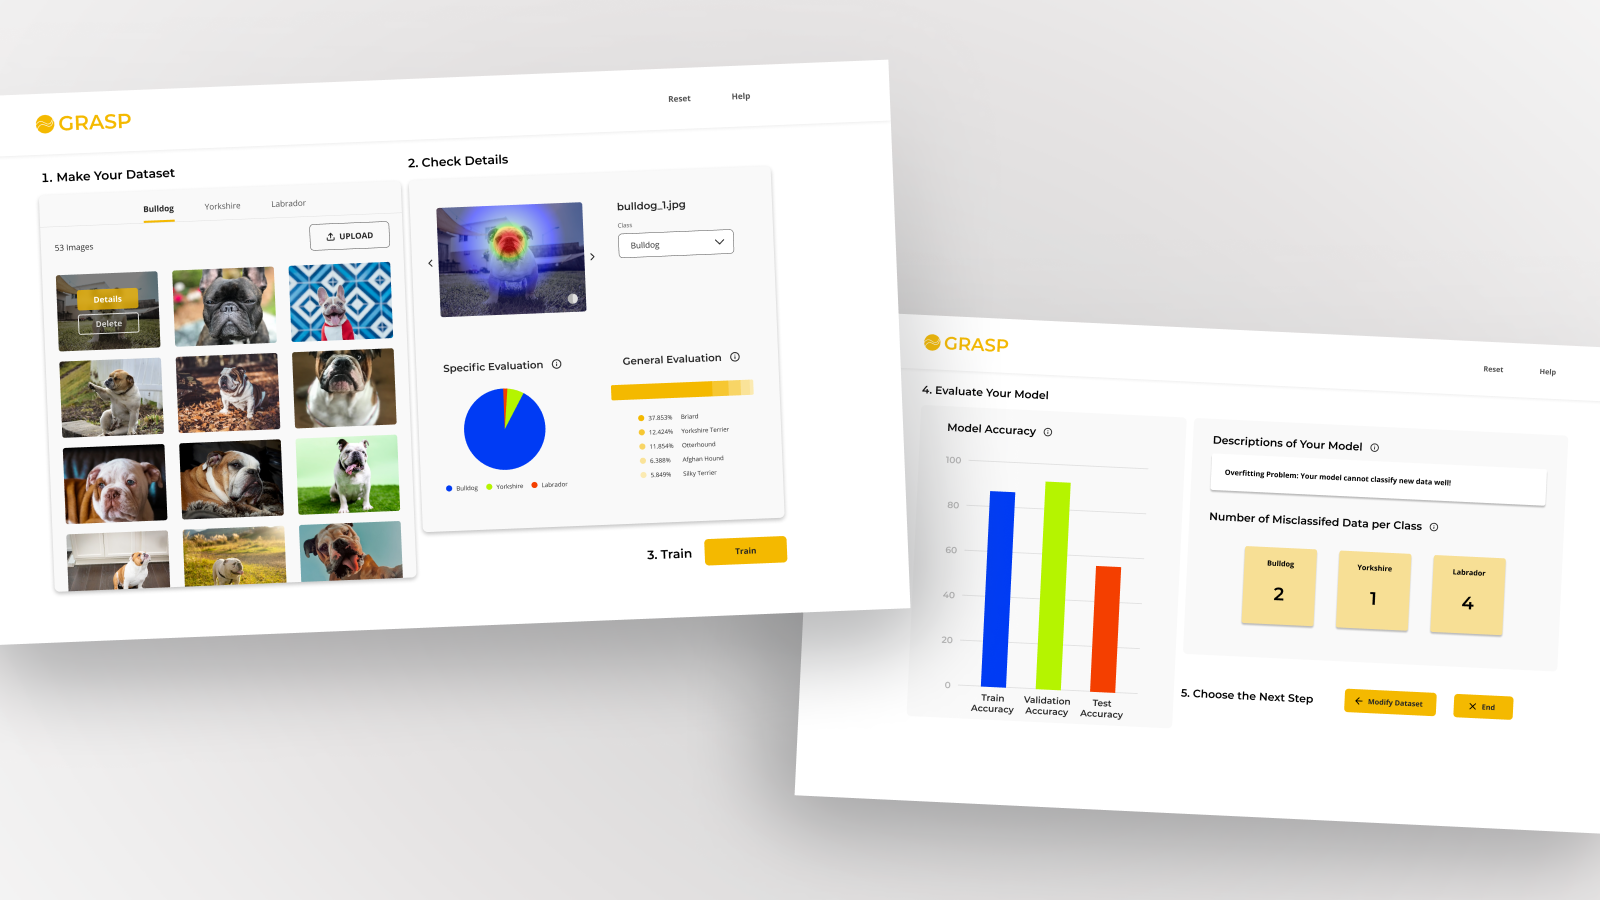 GRASP
Reset
Help
1. Make Your Dataset
Bulldog
Yorkshire
Labrador
53 Images
UPLOAD
Details
Delete
2. Check Details
bulldog_1.jpg
Class
Bulldog
Specific Evaluation
Bulldog
Yorkshire
Labrador
General Evaluation
37.853% Briard
12.424% Yorkshire Terrier
11.854% Otterhound
6.388% Afghan Hound
5.849% Silky Terrier
3. Train
Train
GRASP
Reset
Help
4. Evaluate Your Model
Model Accuracy
100
80
60
40
20
0
Train
Accuracy
Validation
Accuracy
Test
Accuracy
Descriptions of Your Model
Overfitting Problem: Your model cannot classify new data well!
Number of Misclassifed Data per Class
Bulldog
2
Yorkshire
1
Labrador
4
5. Choose the Next Step
Modify Dataset
End